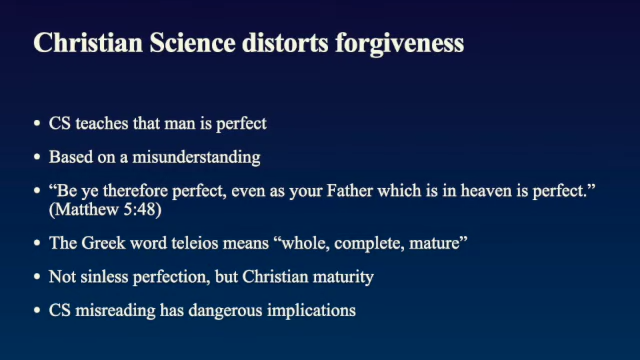 Christian Science distorts forgiveness
• CS teaches that man is perfect
• Based on a misunderstanding
• “Be ye therefore perfect, even as your Father which is in heaven is perfect.”
(Matthew 5:48)
• The Greek word teleios means “whole, complete, mature”
• Not sinless perfection, but Christian maturity
• CS misreading has dangerous implications